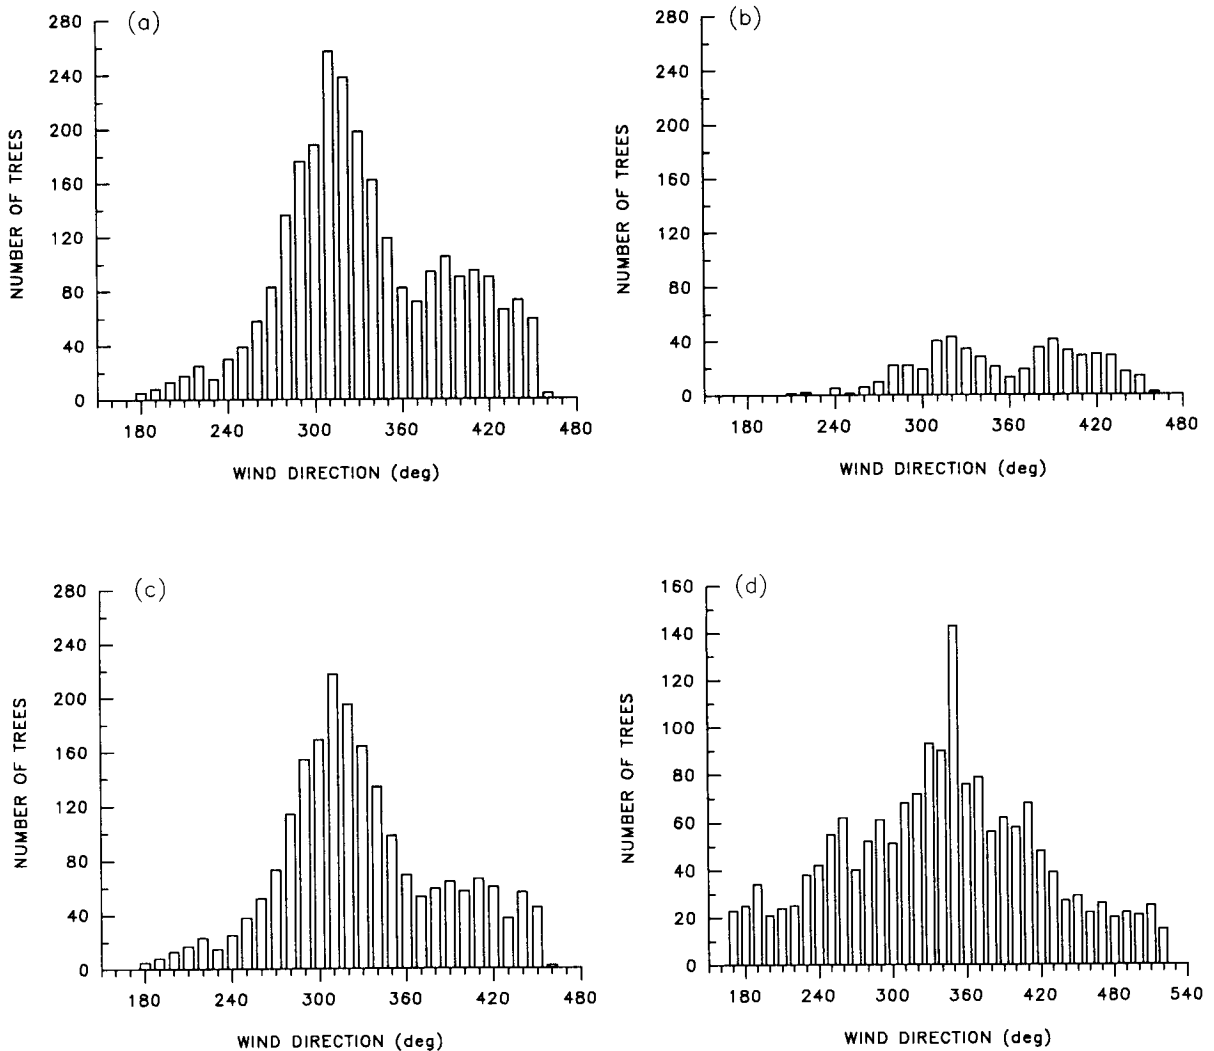 (a)
280
240
200
160
120
80
40
0
NUMBER OF TREES
180 240 300 360 420 480
WIND DIRECTION (deg)
(b)
280
240
200
160
120
80
40
0
NUMBER OF TREES
180 240 300 360 420 480
WIND DIRECTION (deg)
(c)
280
240
200
160
120
80
40
0
NUMBER OF TREES
180 240 300 360 420 480
WIND DIRECTION (deg)
(d)
160
140
120
100
80
60
40
20
0
NUMBER OF TREES
180 240 300 360 420 480 540
WIND DIRECTION (deg)